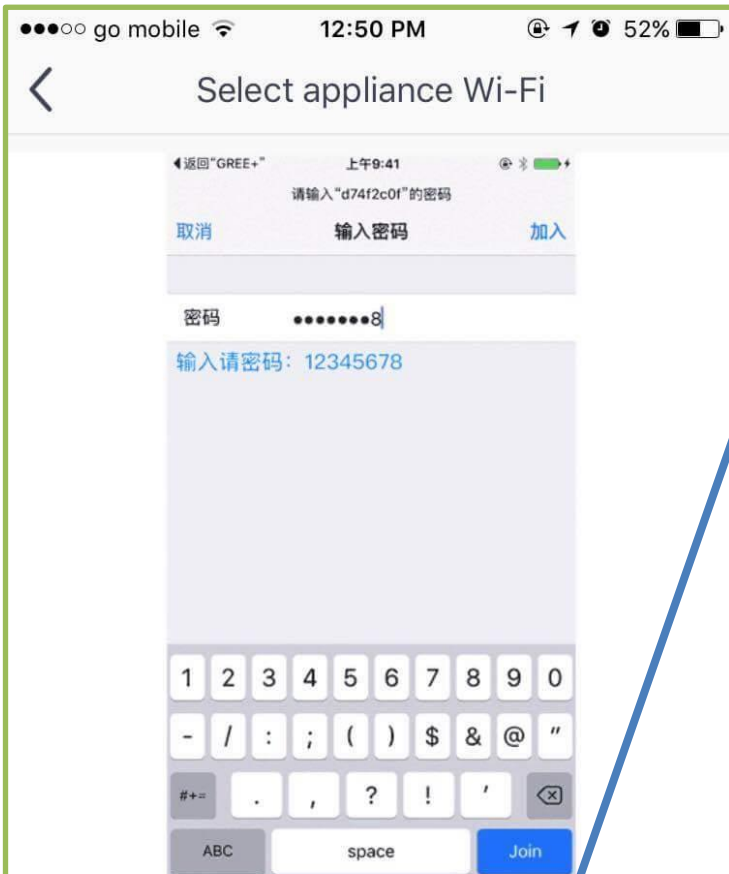 go mobile 12:50 PM 52%
Select appliance Wi-Fi
返回"GREE+" 上午9:41
请输入"d74f2c0f"的密码
取消 输入密码 加入
密码 •••••••8
输入请密码：12345678
1 2 3 4 5 6 7 8 9 0
- / : ; ( ) $ & @ "
#+= . , ? ! '
ABC space Join